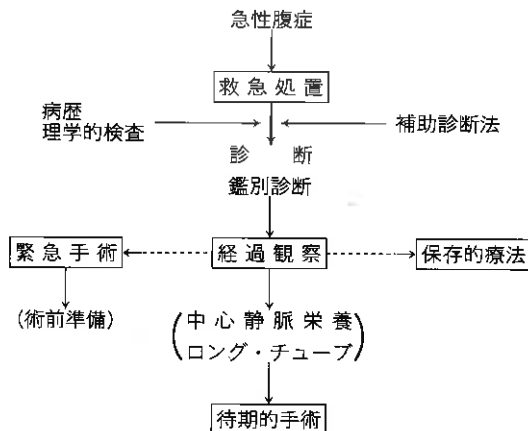 急性腹症
救急処置
病歴
理学的検査
補助診断法
診断
鑑別診断
緊急手術
経過観察
保存的療法
(術前準備)
(中心静脈栄養
ロング・チューブ)
待期的手術